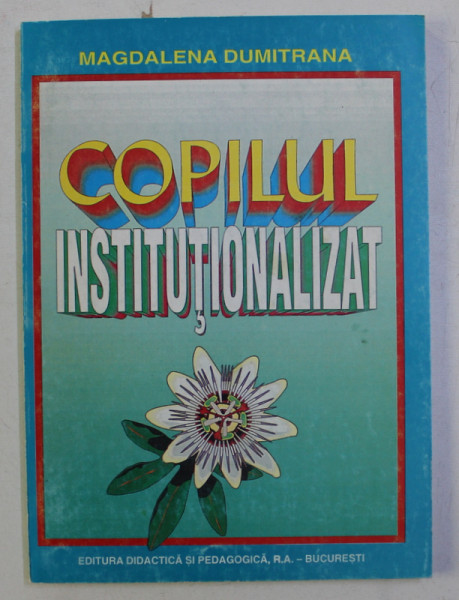 MAGDALENA DUMITRANA
COPILUL
INSTITUȚIONALIZAT
EDITURA DIDACTICĂ ȘI PEDAGOGICĂ, R.A. – BUCUREȘTI